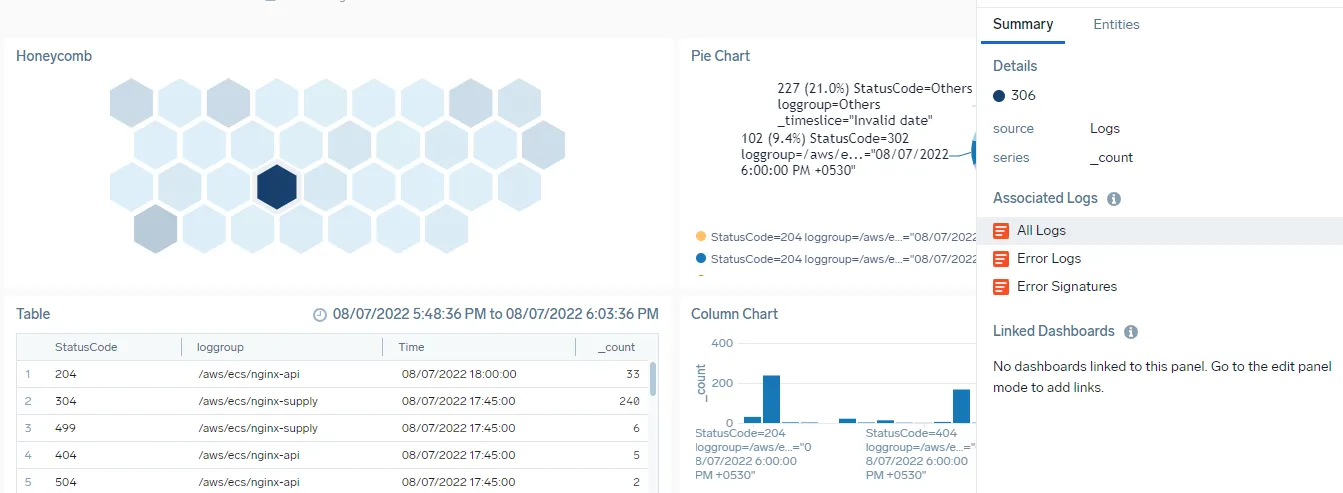 Honeycomb
Pie Chart
227 (21.0%) StatusCode=Others
loggroup=Others
_timeslice="Invalid date"
102 (9.4%) StatusCode=302
loggroup=/aws/e...="08/07/2022
6:00:00 PM +0530"
StatusCode=204 loggroup=/aws/e...="08/07/2022
StatusCode=204 loggroup=/aws/e...="08/07/2022
Table
08/07/2022 5:48:36 PM to 08/07/2022 6:03:36 PM
StatusCode loggroup Time _count
1 204 /aws/ecs/nginx-api 08/07/2022 18:00:00 33
2 304 /aws/ecs/nginx-supply 08/07/2022 17:45:00 240
3 499 /aws/ecs/nginx-supply 08/07/2022 17:45:00 6
4 404 /aws/ecs/nginx-api 08/07/2022 17:45:00 5
5 504 /aws/ecs/nginx-api 08/07/2022 17:45:00 2
Column Chart
_count
400
200
0
StatusCode=204
loggroup=/aws/e...="0
8/07/2022 6:00:00
PM +0530"
StatusCode=404
loggroup=/aws/e...="0
8/07/2022 6:00:00
PM +0530"
Summary Entities
Details
306
source Logs
series _count
Associated Logs
All Logs
Error Logs
Error Signatures
Linked Dashboards
No dashboards linked to this panel. Go to the edit panel
mode to add links.